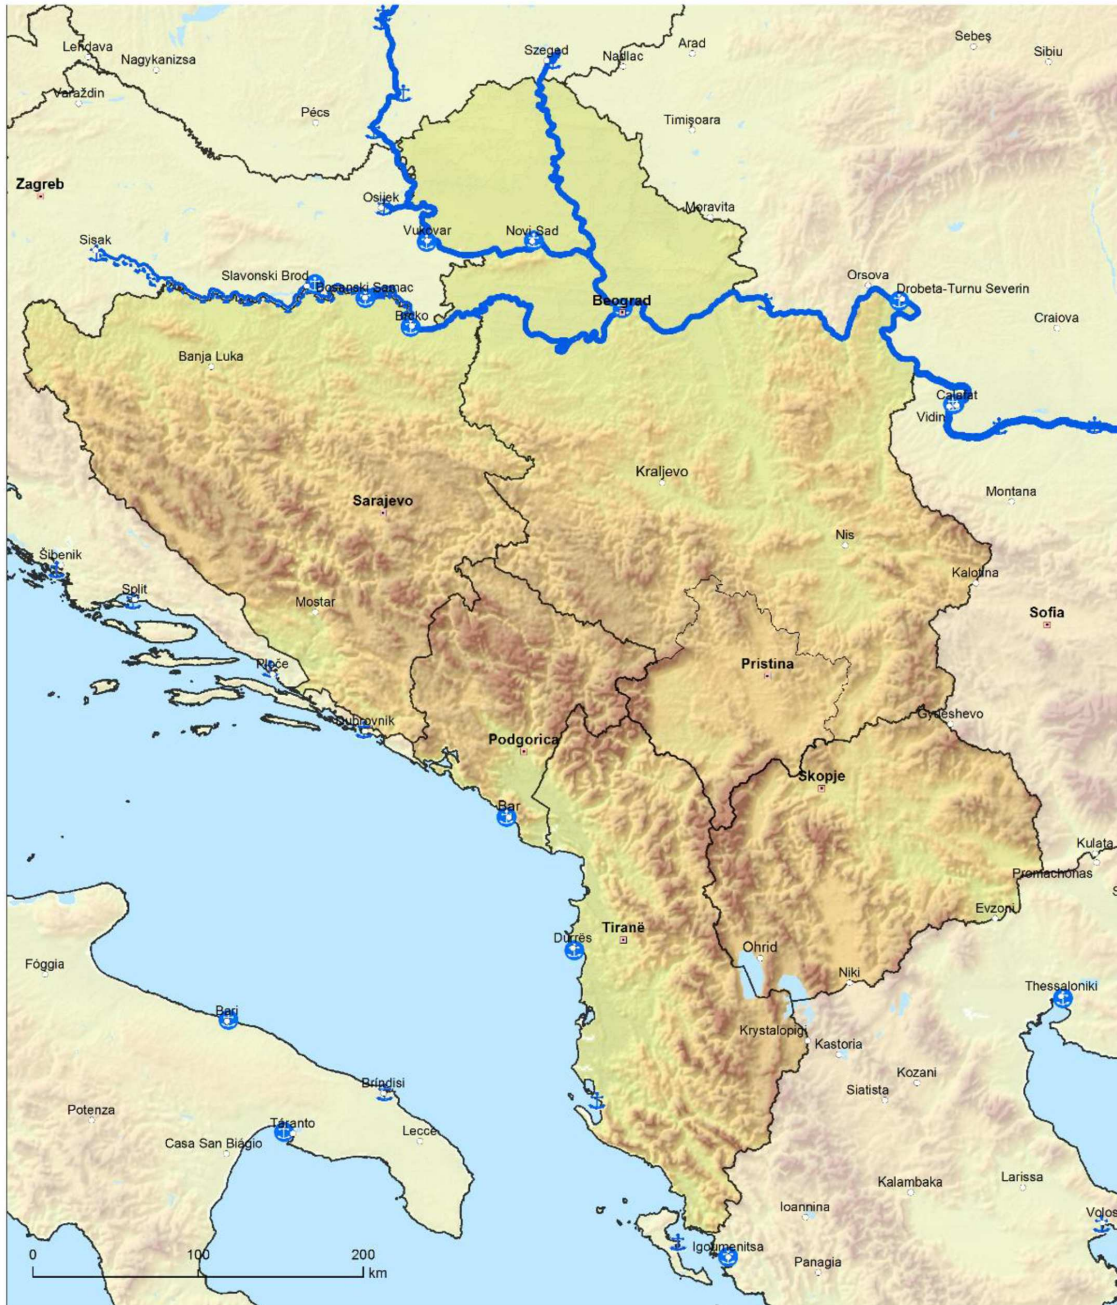 Lendava
Nagykanizsa
Szeged
Nadlac
Arad
Sebeș
Sibiu
Varaždin
Pécs
Timișoara
Zagreb
Osijek
Moravita
Sisak
Vukovar
Novi Sad
Slavonski Brod
Bosanski Samac
Orsova
Drobeta-Turnu Severin
Beograd
Brcko
Craiova
Banja Luka
Calafat
Vidin
Kraljevo
Sarajevo
Montana
Nis
Šibenik
Split
Kalotina
Mostar
Sofia
Ploče
Pristina
Dubrovnik
Gyueshevo
Podgorica
Skopje
Bar
Kulata
Promachonas
Evzoni
Tiranë
Durrës
Ohrid
Fóggia
Niki
Thessaloniki
Bari
Krystalopigi
Kastoria
Kozani
Siatista
Bríndisi
Potenza
Táranto
Lecce
Casa San Biágio
Kalambaka
Larissa
Ioannina
Volos
Igoumenitsa
Panagia
0 100 200
km